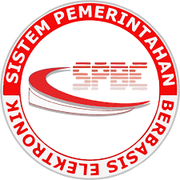 SISTEM PEMERINTAHAN
BERBASIS ELEKTRONIK
SPBE